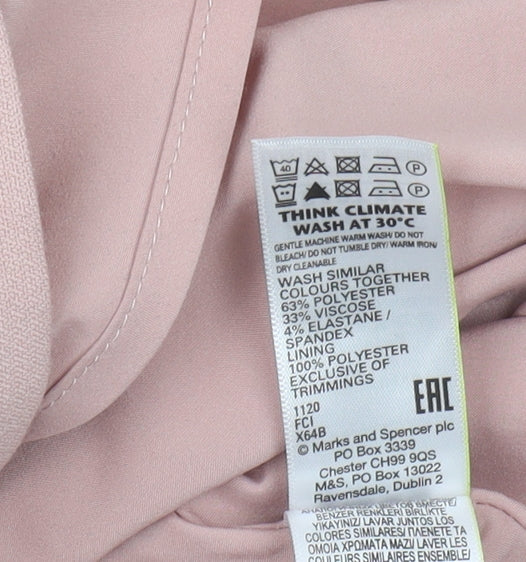 40 P
P
THINK CLIMATE
WASH AT 30°C
GENTLE MACHINE WARM WASH/ DO NOT
BLEACH/ DO NOT TUMBLE DRY/ WARM IRON/
DRY CLEANABLE
WASH SIMILAR
COLOURS TOGETHER
63% POLYESTER
33% VISCOSE
4% ELASTANE /
SPANDEX
LINING
100% POLYESTER
EXCLUSIVE OF
TRIMMINGS
1120
FCI
X64B
EAC
© Marks and Spencer plc
PO Box 3339
Chester CH99 9QS
M&S, PO Box 13022
Ravensdale, Dublin 2
BENZER RENKLERİ BİRLİKTE
YIKAYINIZ/ LAVAR JUNTOS LOS
COLORES SIMILARES/ ΠΛΕΝΕΤΕ ΤΑ
ΟΜΟΙΑ ΧΡΩΜΑΤΑ ΜΑΖΙ/ LAVER LES
COULEURS SIMILAIRES ENSEMBLE/